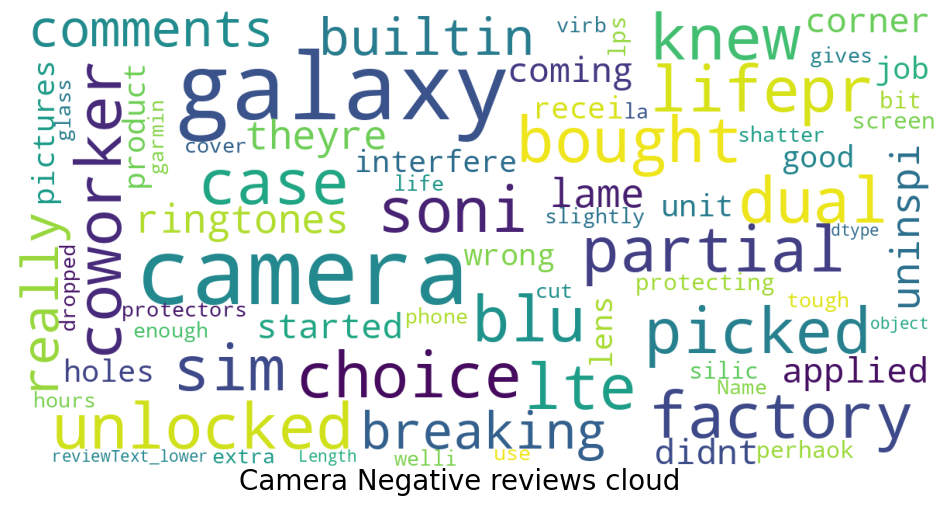 comments
builtin
virb
lps
knew
corner
galaxy
coming
gives
job
pictures
glass
coworker
product
garmin
cover
theyre
recei
la
lifepr
bit
screen
bought
shatter
interfere
good
case
life
lame
soni
slightly
unit
dual
uninspi
ringtones
really
dropped
camera
wrong
partial
dtype
protecting
protectors
enough
started
phone
blu
cut
lens
picked
tough
object
holes
sim
choice
lte
silic
Name
applied
hours
unlocked
breaking
factory
reviewText_lower
extra
Length
welli
use
didnt
perhaok
Camera Negative reviews cloud